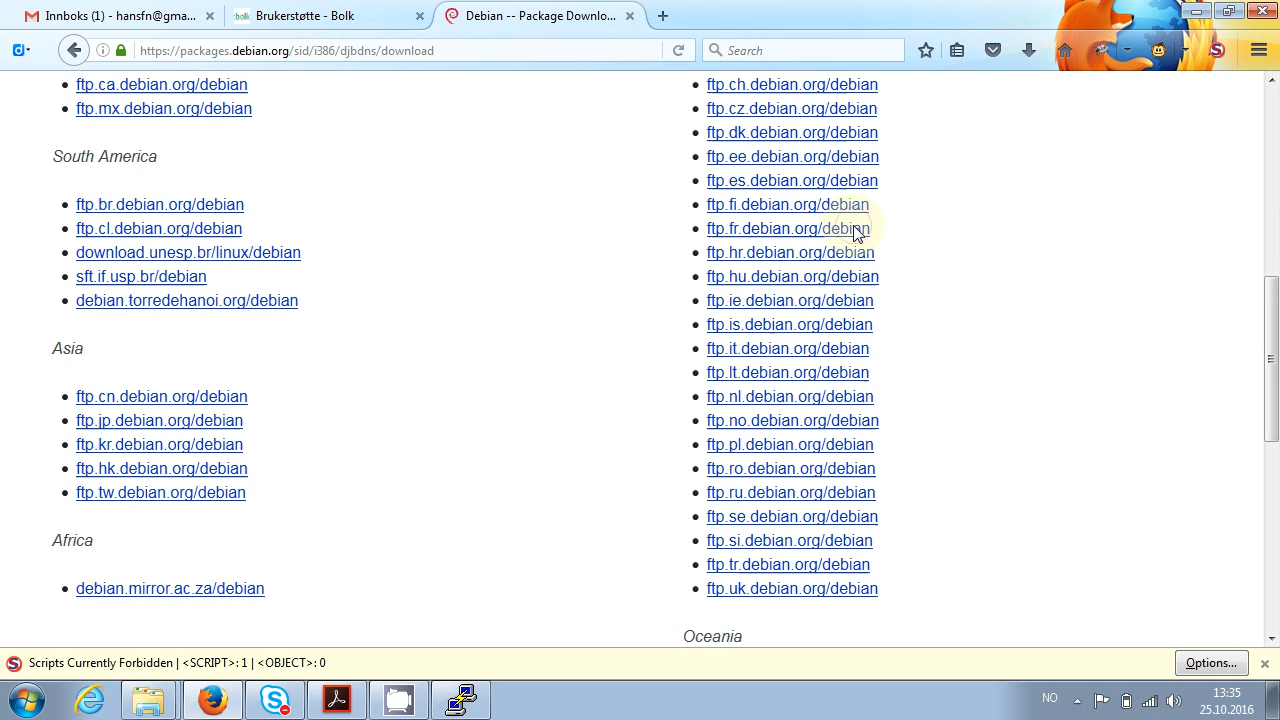 Innboks (1) - hansfn@gma...
Brukerstøtte - Bolk
Debian -- Package Downlo...
https://packages.debian.org/sid/i386/djbdns/download
Search
ftp.ca.debian.org/debian
ftp.mx.debian.org/debian
South America
ftp.br.debian.org/debian
ftp.cl.debian.org/debian
download.unesp.br/linux/debian
sft.if.usp.br/debian
debian.torredehanoi.org/debian
Asia
ftp.cn.debian.org/debian
ftp.jp.debian.org/debian
ftp.kr.debian.org/debian
ftp.hk.debian.org/debian
ftp.tw.debian.org/debian
Africa
debian.mirror.ac.za/debian
ftp.ch.debian.org/debian
ftp.cz.debian.org/debian
ftp.dk.debian.org/debian
ftp.ee.debian.org/debian
ftp.es.debian.org/debian
ftp.fi.debian.org/debian
ftp.fr.debian.org/debian
ftp.hr.debian.org/debian
ftp.hu.debian.org/debian
ftp.ie.debian.org/debian
ftp.is.debian.org/debian
ftp.it.debian.org/debian
ftp.lt.debian.org/debian
ftp.nl.debian.org/debian
ftp.no.debian.org/debian
ftp.pl.debian.org/debian
ftp.ro.debian.org/debian
ftp.ru.debian.org/debian
ftp.se.debian.org/debian
ftp.si.debian.org/debian
ftp.tr.debian.org/debian
ftp.uk.debian.org/debian
Oceania
Scripts Currently Forbidden | <SCRIPT>: 1 | <OBJECT>: 0
Options...
NO
13:35
25.10.2016